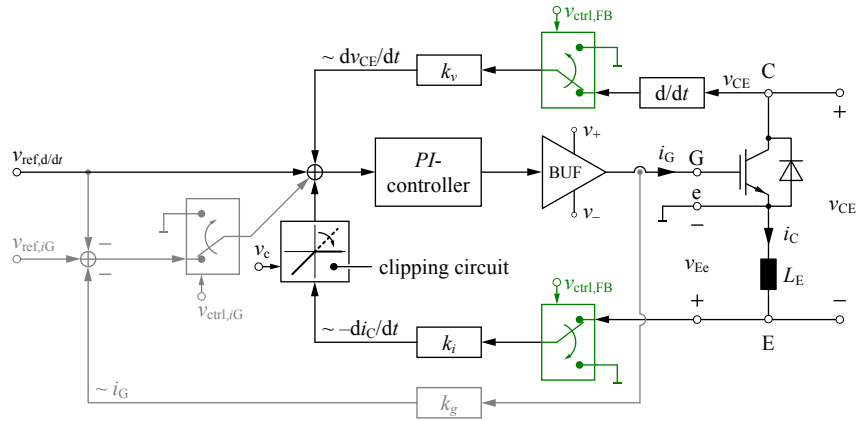 v_ctrl,FB
~ dv_CE/dt
k_v
d/dt
v_CE
C
+
v_ref,d/dt
PI-
controller
v_+
BUF
v_–
i_G
G
e
–
v_CE
v_ref,iG
–
–
v_c
clipping circuit
v_ctrl,iG
i_C
v_Ee
L_E
v_ctrl,FB
+
–
E
~ –di_C/dt
k_i
~ i_G
k_g